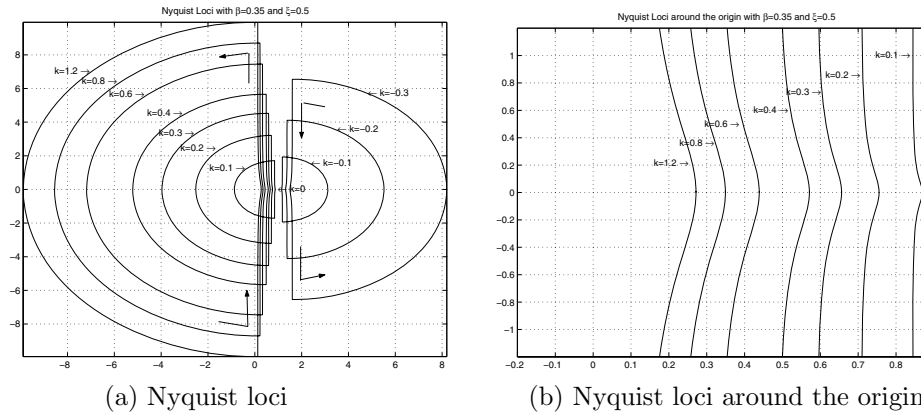 Nyquist Loci with β=0.35 and ξ=0.5
10
8
6
4
2
0
−2
−4
−6
−8
−8 −6 −4 −2 0 2 4 6 8
k=1.2 →
k=0.8 →
k=0.6 →
k=0.4 →
k=0.3 →
k=0.2 →
k=0.1 →
← k=0
← k=−0.3
← k=−0.2
← k=−0.1
(a) Nyquist loci
Nyquist Loci around the origin with β=0.35 and ξ=0.5
1
0.8
0.6
0.4
0.2
0
−0.2
−0.4
−0.6
−0.8
−1
−0.2 −0.1 0 0.1 0.2 0.3 0.4 0.5 0.6 0.7 0.8
k=0.1 →
k=0.2 →
k=0.3 →
k=0.4 →
k=0.6 →
k=0.8 →
k=1.2 →
(b) Nyquist loci around the origin